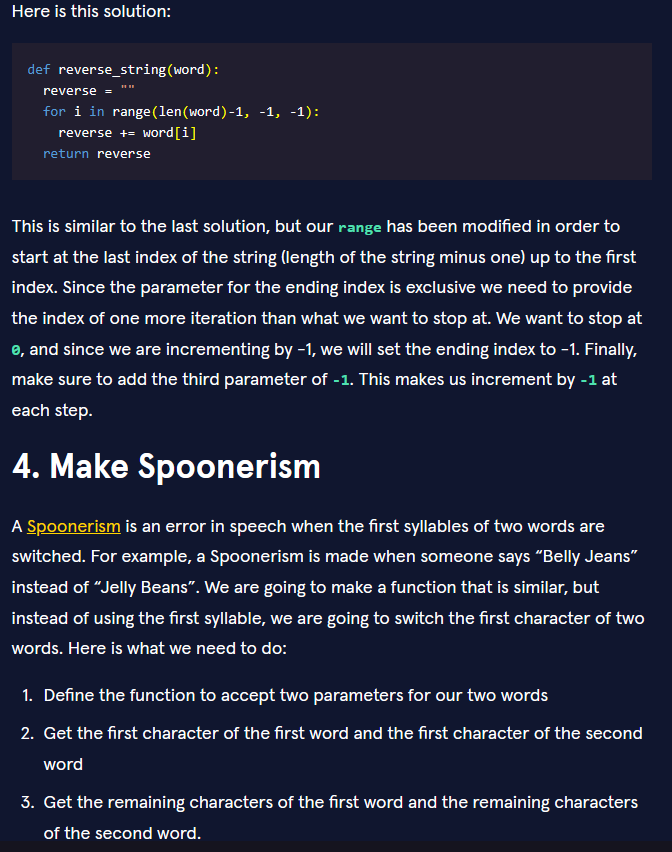 Here is this solution:
def reverse_string(word):
  reverse = ""
  for i in range(len(word)-1, -1, -1):
    reverse += word[i]
  return reverse
This is similar to the last solution, but our range has been modified in order to
start at the last index of the string (length of the string minus one) up to the first
index. Since the parameter for the ending index is exclusive we need to provide
the index of one more iteration than what we want to stop at. We want to stop at
0, and since we are incrementing by -1, we will set the ending index to -1. Finally,
make sure to add the third parameter of -1. This makes us increment by -1 at
each step.
4. Make Spoonerism
A Spoonerism is an error in speech when the first syllables of two words are
switched. For example, a Spoonerism is made when someone says “Belly Jeans”
instead of “Jelly Beans”. We are going to make a function that is similar, but
instead of using the first syllable, we are going to switch the first character of two
words. Here is what we need to do:
1. Define the function to accept two parameters for our two words
2. Get the first character of the first word and the first character of the second
word
3. Get the remaining characters of the first word and the remaining characters
of the second word.